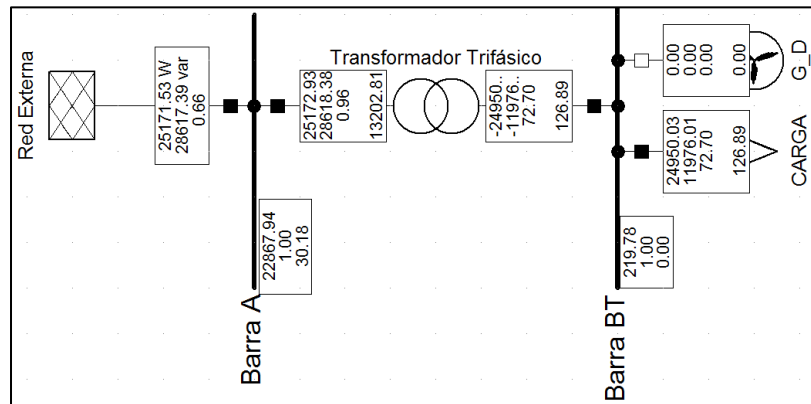 Red Externa
25171.53 W
28617.39 var
0.66
Barra A
22867.94
1.00
30.18
25172.93
28618.38
0.96
13202.81
Transformador Trifásico
-24950...
-11976...
72.70
126.89
Barra BT
219.78
1.00
0.00
0.00
0.00
0.00
0.00
G_D
24950.03
11976.01
72.70
126.89
CARGA